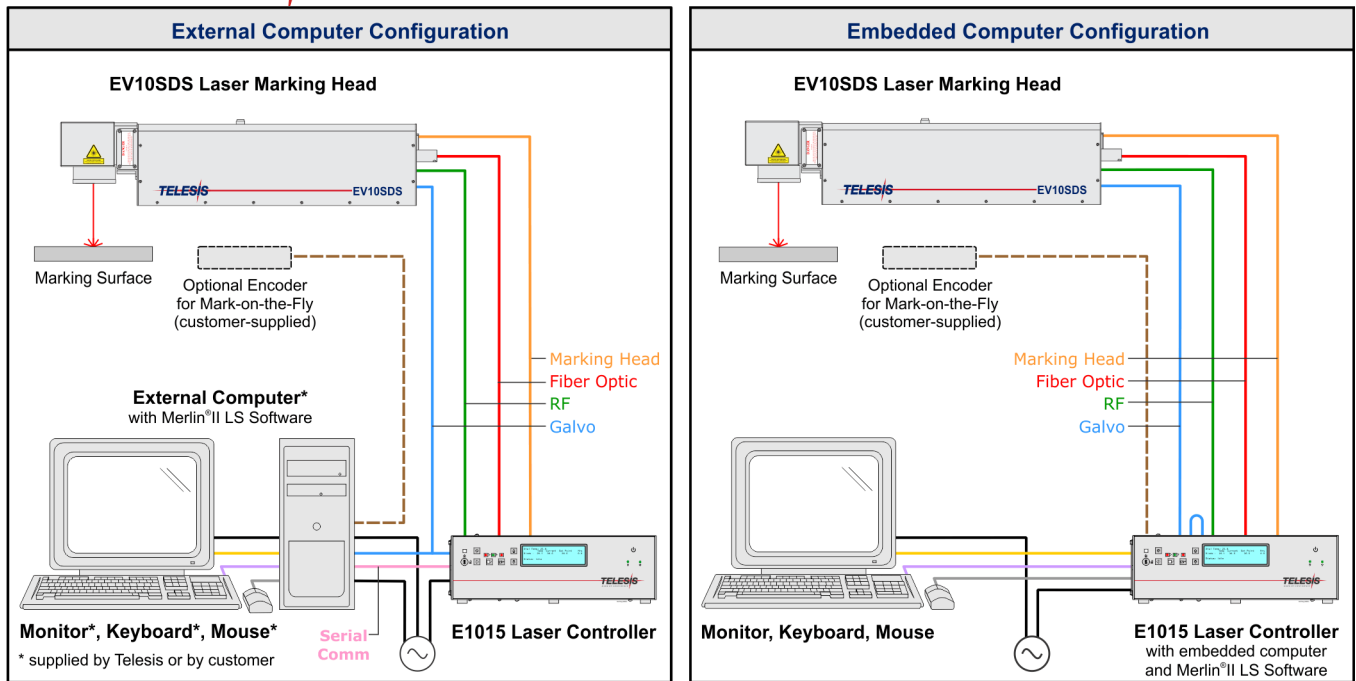 External Computer Configuration
EV10SDS Laser Marking Head
TELESIS
EV10SDS
Marking Surface
Optional Encoder
for Mark-on-the-Fly
(customer-supplied)
Marking Head
Fiber Optic
RF
Galvo
External Computer*
with Merlin®II LS Software
TELESIS
Monitor*, Keyboard*, Mouse*
* supplied by Telesis or by customer
Serial
Comm
E1015 Laser Controller
Embedded Computer Configuration
EV10SDS Laser Marking Head
TELESIS
EV10SDS
Marking Surface
Optional Encoder
for Mark-on-the-Fly
(customer-supplied)
Marking Head
Fiber Optic
RF
Galvo
TELESIS
Monitor, Keyboard, Mouse
E1015 Laser Controller
with embedded computer
and Merlin®II LS Software